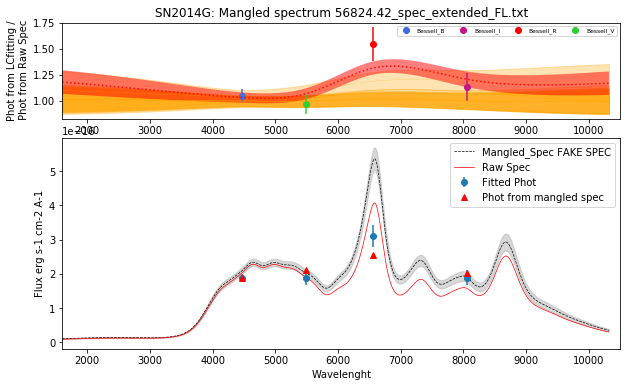 SN2014G: Mangled spectrum 56824.42_spec_extended_FL.txt
Phot from LCfitting /
Phot from Raw Spec
1.75
1.50
1.25
1.00
Bessell_B Bessell_I Bessell_R Bessell_V
2000 3000 4000 5000 6000 7000 8000 9000 10000
1e−16
Flux erg s-1 cm-2 A-1
5
4
3
2
1
0
Mangled_Spec FAKE SPEC
Raw Spec
Fitted Phot
Phot from mangled spec
2000 3000 4000 5000 6000 7000 8000 9000 10000
Wavelenght